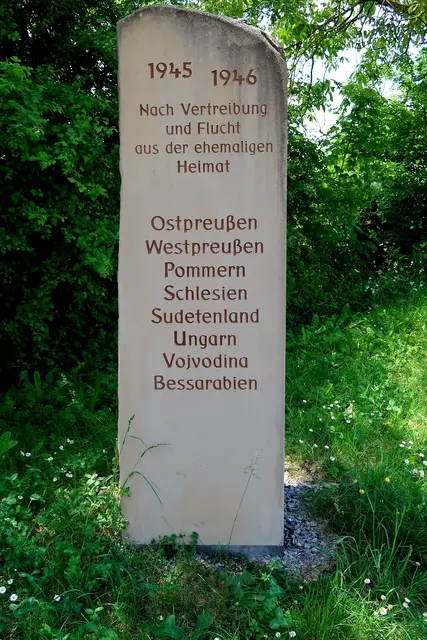 1945 1946
Nach Vertreibung
und Flucht
aus der ehemaligen
Heimat
Ostpreußen
Westpreußen
Pommern
Schlesien
Sudetenland
Ungarn
Vojvodina
Bessarabien